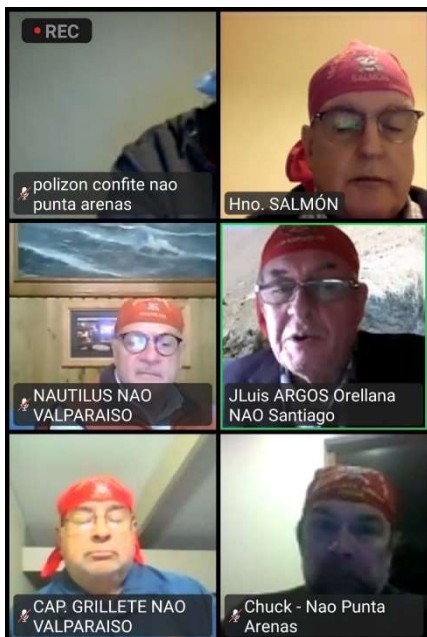 REC
polizon confite nao
punta arenas
SALMÓN
Hno. SALMÓN
NAUTILUS NAO
VALPARAISO
JLuis ARGOS Orellana
NAO Santiago
CAP. GRILLETE NAO
VALPARAISO
Chuck - Nao Punta
Arenas